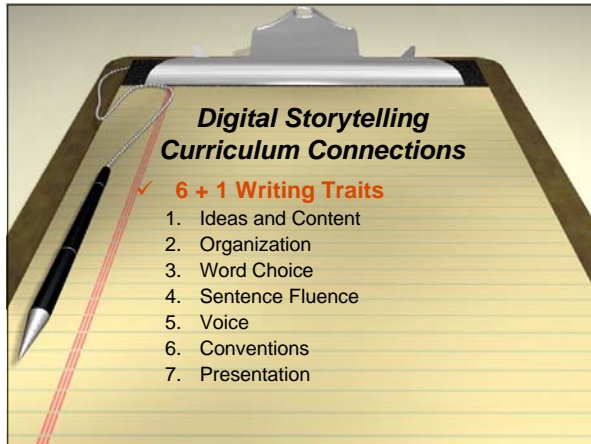 Digital Storytelling
Curriculum Connections
✓ 6 + 1 Writing Traits
1. Ideas and Content
2. Organization
3. Word Choice
4. Sentence Fluence
5. Voice
6. Conventions
7. Presentation